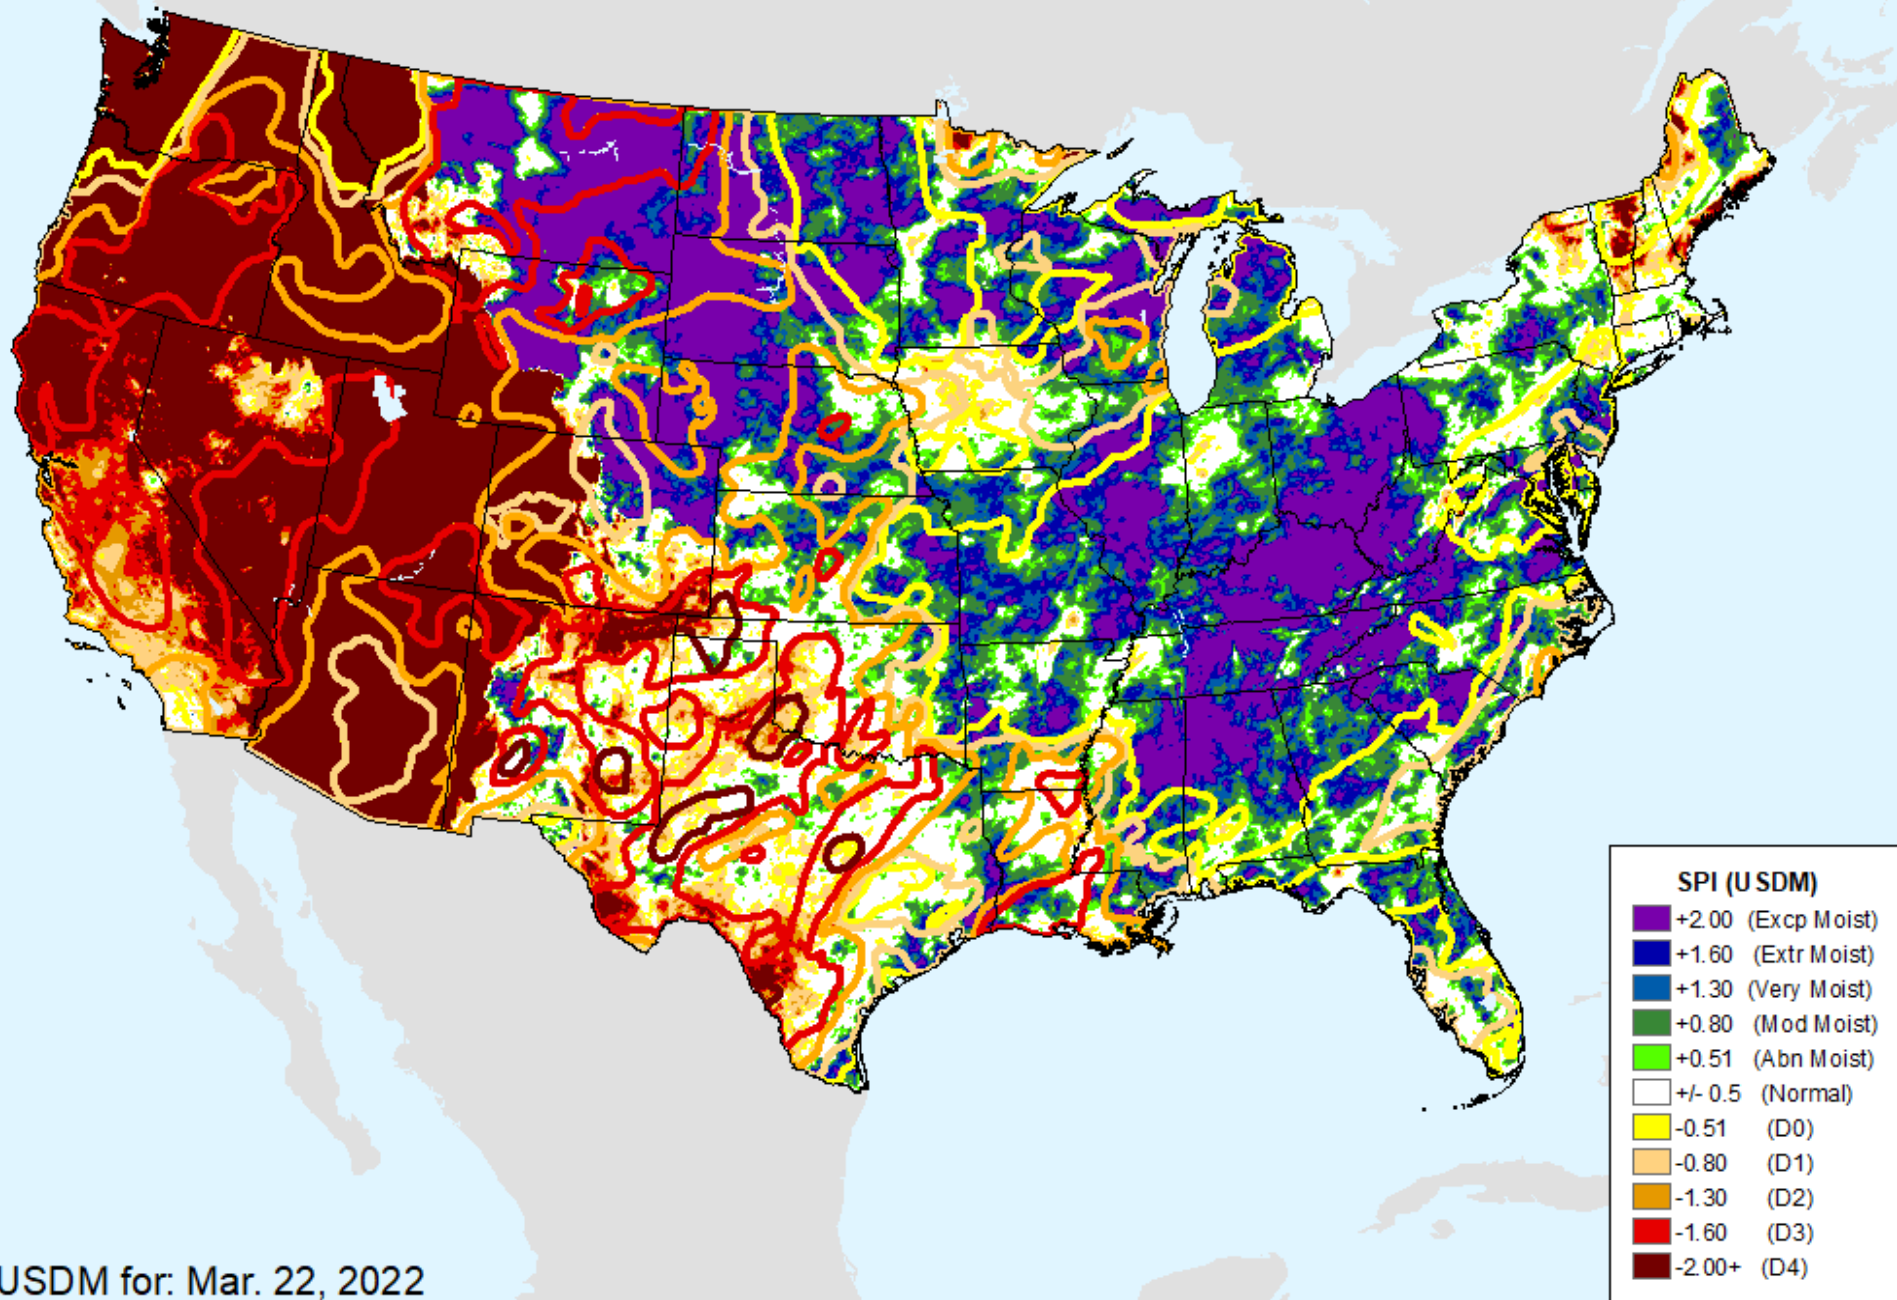 SPI (USDM)
+2.00 (Excp Moist)
+1.60 (Extr Moist)
+1.30 (Very Moist)
+0.80 (Mod Moist)
+0.51 (Abn Moist)
+/- 0.5 (Normal)
-0.51 (D0)
-0.80 (D1)
-1.30 (D2)
-1.60 (D3)
-2.00+ (D4)
USDM for: Mar. 22, 2022